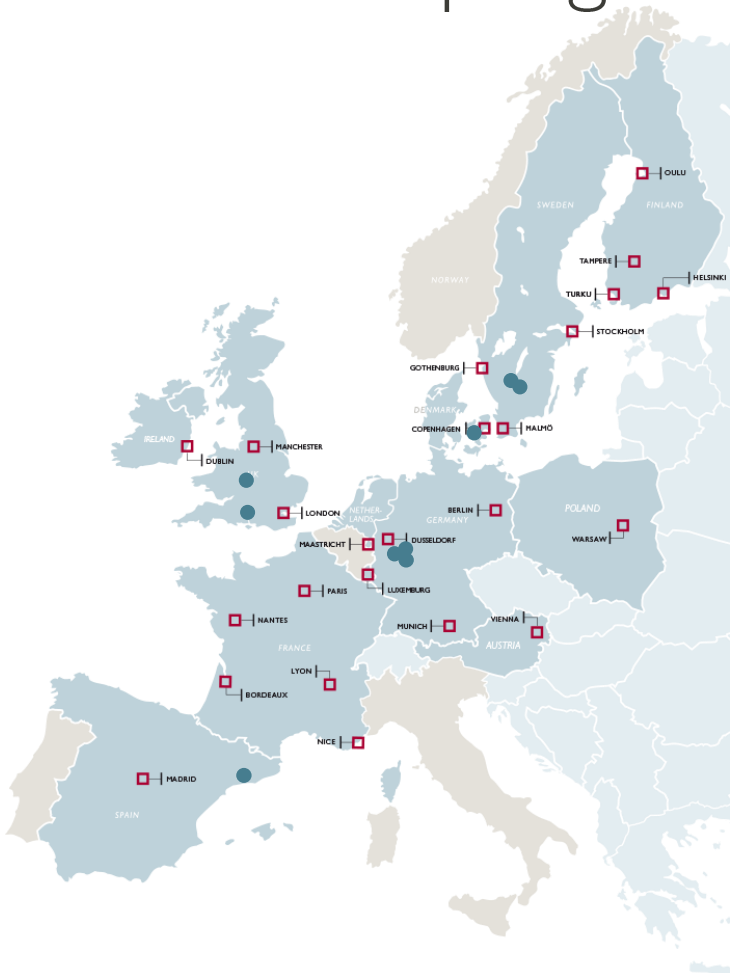 OULU
SWEDEN
FINLAND
TAMPERE
HELSINKI
NORWAY
TURKU
STOCKHOLM
GOTHENBURG
DENMARK
COPENHAGEN
MALMÖ
IRELAND
MANCHESTER
DUBLIN
K
NETHER-
LANDS
BERLIN
GERMANY
POLAND
LONDON
WARSAW
MAASTRICHT
DUSSELDORF
LUXEMBURG
PARIS
NANTES
MUNICH
VIENNA
AUSTRIA
FRANCE
LYON
BORDEAUX
NICE
MADRID
SPAIN